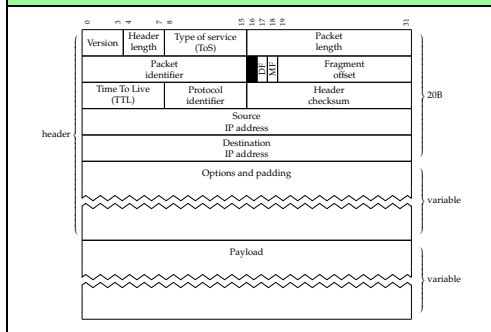 0 3 4 7 8 15 16 17 18 19 31
Version Header length Type of service (ToS) Packet length
Packet identifier DF MF Fragment offset
Time To Live (TTL) Protocol identifier Header checksum
20B
header
Source IP address
Destination IP address
Options and padding
variable
Payload
variable